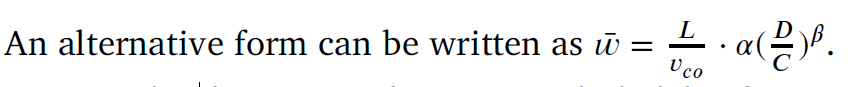 An alternative form can be written as w̄ = L/v_co · α(D/C)^β.